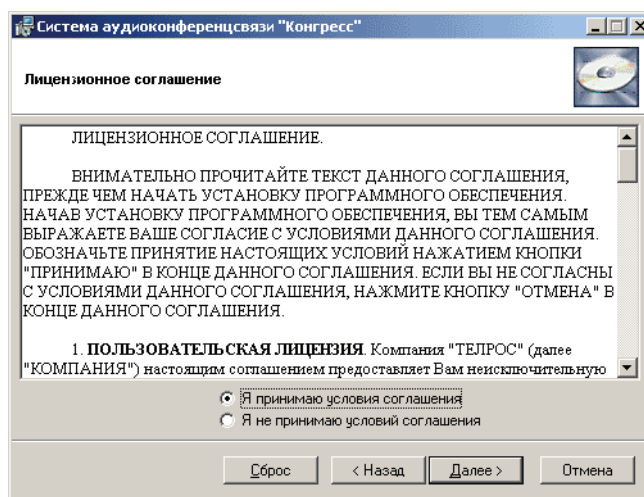 Система аудиоконференцсвязи "Конгресс"
Лицензионное соглашение
ЛИЦЕНЗИОННОЕ СОГЛАШЕНИЕ.
ВНИМАТЕЛЬНО ПРОЧИТАЙТЕ ТЕКСТ ДАННОГО СОГЛАШЕНИЯ,
ПРЕЖДЕ ЧЕМ НАЧАТЬ УСТАНОВКУ ПРОГРАММНОГО ОБЕСПЕЧЕНИЯ.
НАЧАВ УСТАНОВКУ ПРОГРАММНОГО ОБЕСПЕЧЕНИЯ, ВЫ ТЕМ САМЫМ
ВЫРАЖАЕТЕ ВАШЕ СОГЛАСИЕ С УСЛОВИЯМИ ДАННОГО СОГЛАШЕНИЯ.
ОБОЗНАЧЬТЕ ПРИНЯТИЕ НАСТОЯЩИХ УСЛОВИЙ НАЖАТИЕМ КНОПКИ
"ПРИНИМАЮ" В КОНЦЕ ДАННОГО СОГЛАШЕНИЯ. ЕСЛИ ВЫ НЕ СОГЛАСНЫ
С УСЛОВИЯМИ ДАННОГО СОГЛАШЕНИЯ, НАЖМИТЕ КНОПКУ "ОТМЕНА" В
КОНЦЕ ДАННОГО СОГЛАШЕНИЯ.
1. ПОЛЬЗОВАТЕЛЬСКАЯ ЛИЦЕНЗИЯ. Компания "ТЕЛРОС" (далее
"КОМПАНИЯ") настоящим соглашением предоставляет Вам неисключительную
Я принимаю условия соглашения
Я не принимаю условий соглашения
Сброс < Назад Далее > Отмена